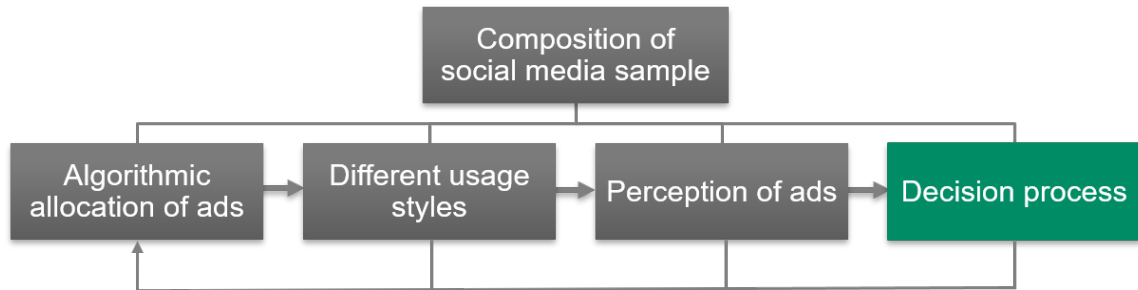 Composition of
social media sample
Algorithmic
allocation of ads
Different usage
styles
Perception of ads
Decision process